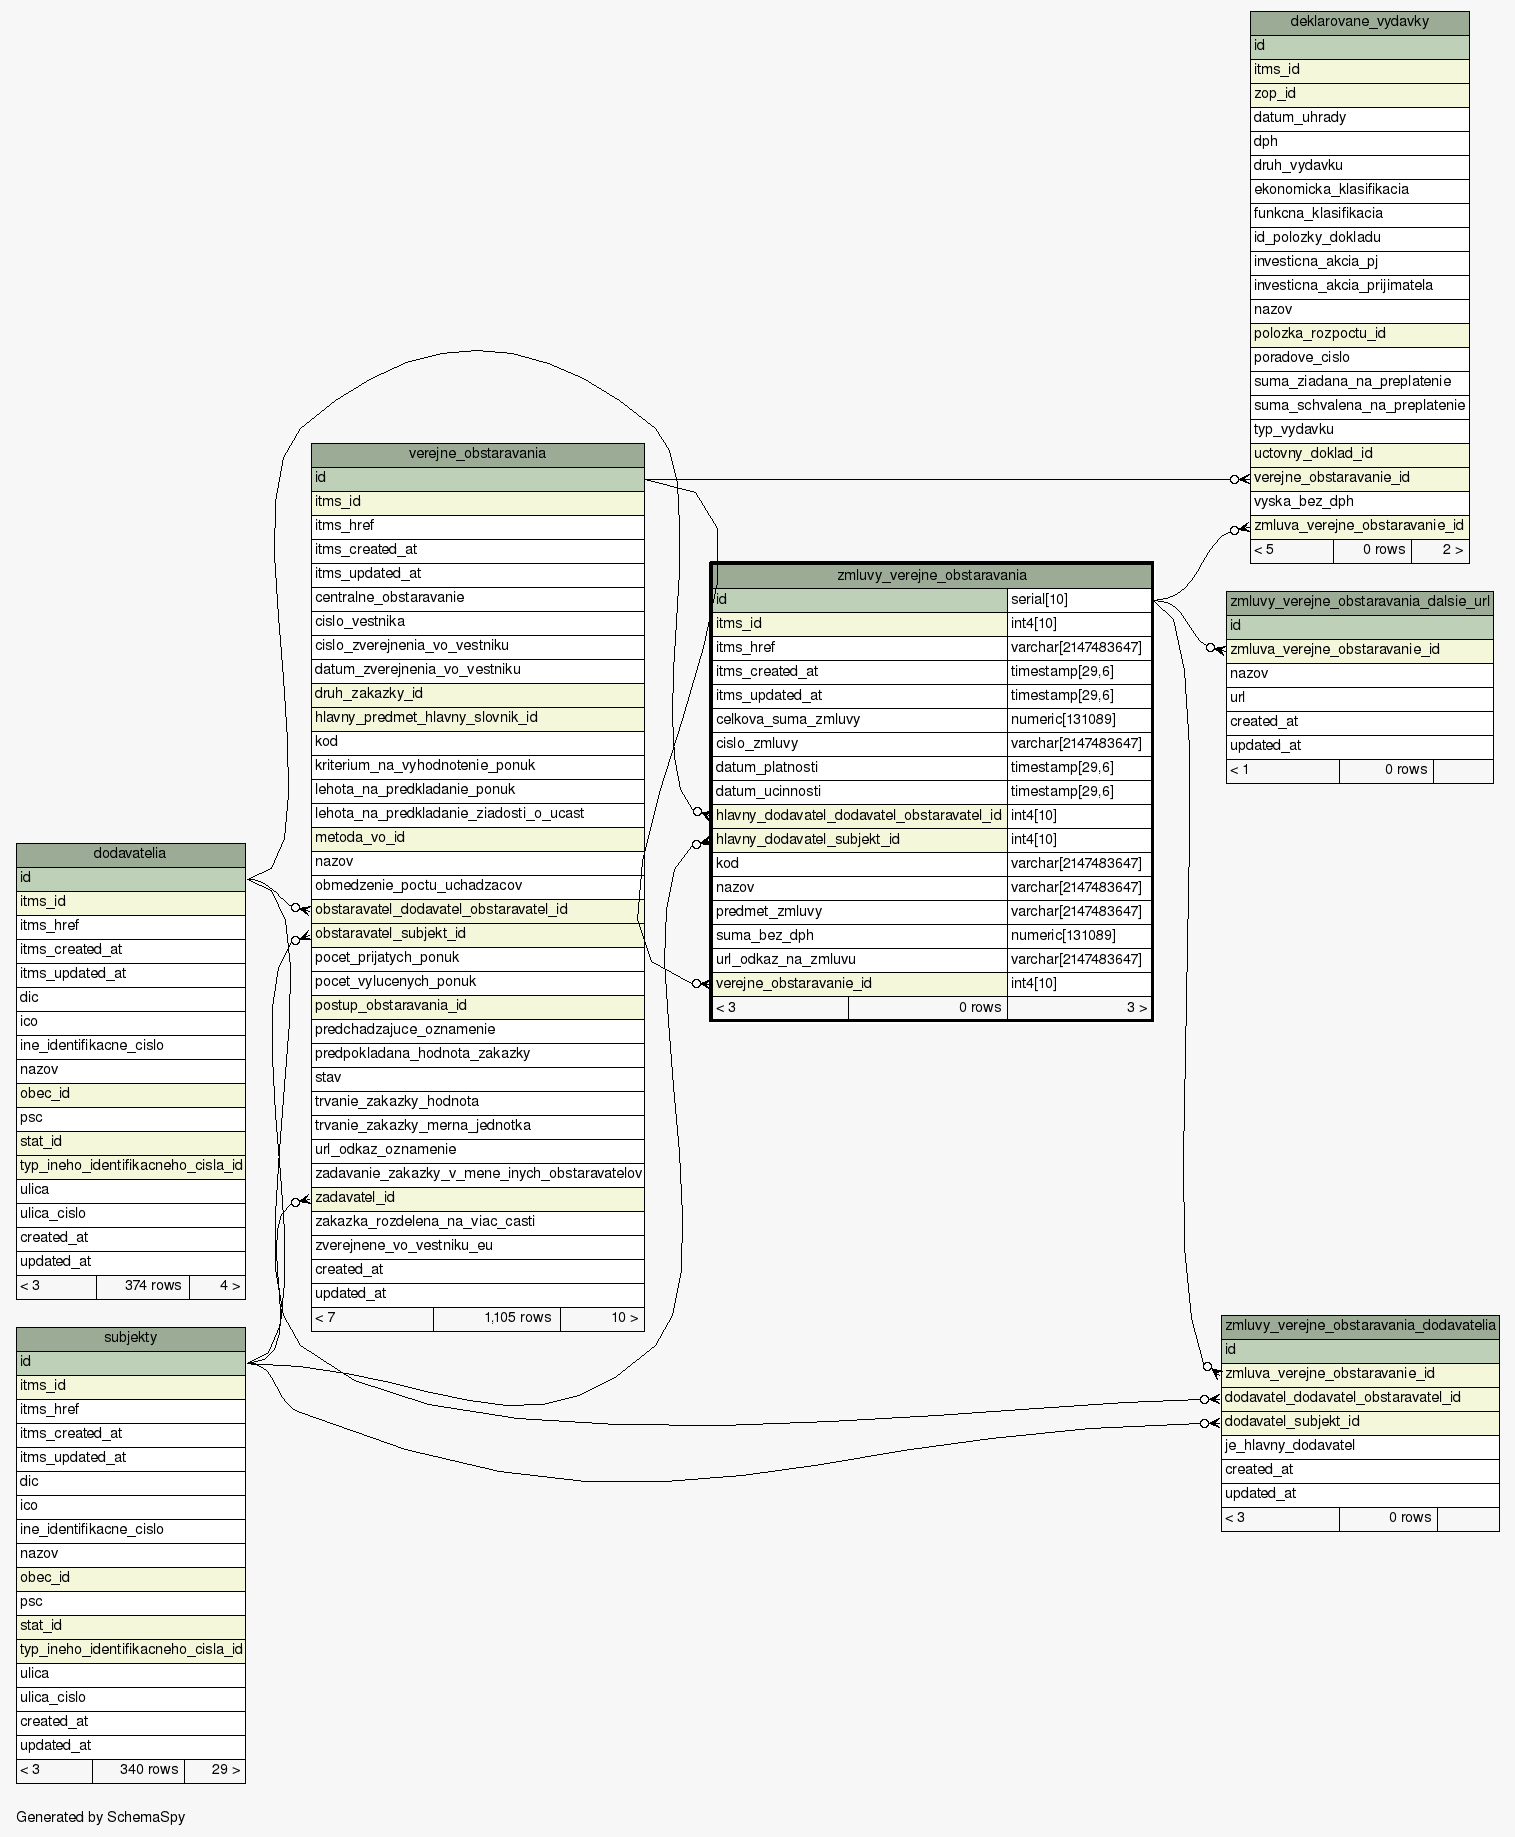 deklarovane_vydavky
id
itms_id
zop_id
datum_uhrady
dph
druh_vydavku
ekonomicka_klasifikacia
funkcna_klasifikacia
id_polozky_dokladu
investicna_akcia_pj
investicna_akcia_prijimatela
nazov
polozka_rozpoctu_id
poradove_cislo
suma_ziadana_na_preplatenie
suma_schvalena_na_preplatenie
typ_vydavku
uctovny_doklad_id
verejne_obstaravanie_id
vyska_bez_dph
zmluva_verejne_obstaravanie_id
< 5 0 rows 2 >
verejne_obstaravania
id
itms_id
itms_href
itms_created_at
itms_updated_at
centralne_obstaravanie
cislo_vestnika
cislo_zverejnenia_vo_vestniku
datum_zverejnenia_vo_vestniku
druh_zakazky_id
hlavny_predmet_hlavny_slovnik_id
kod
kriterium_na_vyhodnotenie_ponuk
lehota_na_predkladanie_ponuk
lehota_na_predkladanie_ziadosti_o_ucast
metoda_vo_id
nazov
obmedzenie_poctu_uchadzacov
obstaravatel_dodavatel_obstaravatel_id
obstaravatel_subjekt_id
pocet_prijatych_ponuk
pocet_vylucenych_ponuk
postup_obstaravania_id
predchadzajuce_oznamenie
predpokladana_hodnota_zakazky
stav
trvanie_zakazky_hodnota
trvanie_zakazky_merna_jednotka
url_odkaz_oznamenie
zadavanie_zakazky_v_mene_inych_obstaravatelov
zadavatel_id
zakazka_rozdelena_na_viac_casti
zverejnene_vo_vestniku_eu
created_at
updated_at
< 7 1,105 rows 10 >
zmluvy_verejne_obstaravania
id serial[10]
itms_id int4[10]
itms_href varchar[2147483647]
itms_created_at timestamp[29,6]
itms_updated_at timestamp[29,6]
celkova_suma_zmluvy numeric[131089]
cislo_zmluvy varchar[2147483647]
datum_platnosti timestamp[29,6]
datum_ucinnosti timestamp[29,6]
hlavny_dodavatel_dodavatel_obstaravatel_id int4[10]
hlavny_dodavatel_subjekt_id int4[10]
kod varchar[2147483647]
nazov varchar[2147483647]
predmet_zmluvy varchar[2147483647]
suma_bez_dph numeric[131089]
url_odkaz_na_zmluvu varchar[2147483647]
verejne_obstaravanie_id int4[10]
< 3 0 rows 3 >
zmluvy_verejne_obstaravania_dalsie_url
id
zmluva_verejne_obstaravanie_id
nazov
url
created_at
updated_at
< 1 0 rows
dodavatelia
id
itms_id
itms_href
itms_created_at
itms_updated_at
dic
ico
ine_identifikacne_cislo
nazov
obec_id
psc
stat_id
typ_ineho_identifikacneho_cisla_id
ulica
ulica_cislo
created_at
updated_at
< 3 374 rows 4 >
subjekty
id
itms_id
itms_href
itms_created_at
itms_updated_at
dic
ico
ine_identifikacne_cislo
nazov
obec_id
psc
stat_id
typ_ineho_identifikacneho_cisla_id
ulica
ulica_cislo
created_at
updated_at
< 3 340 rows 29 >
zmluvy_verejne_obstaravania_dodavatelia
id
zmluva_verejne_obstaravanie_id
dodavatel_dodavatel_obstaravatel_id
dodavatel_subjekt_id
je_hlavny_dodavatel
created_at
updated_at
< 3 0 rows
Generated by SchemaSpy